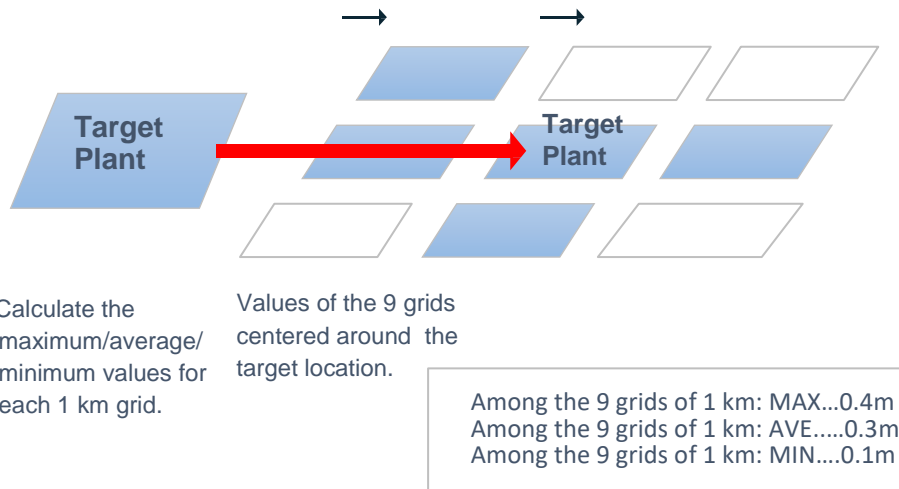 Target
Plant
Target
Plant
Calculate the
maximum/average/
minimum values for
each 1 km grid.
Values of the 9 grids
centered around the
target location.
Among the 9 grids of 1 km: MAX...0.4m
Among the 9 grids of 1 km: AVE.....0.3m
Among the 9 grids of 1 km: MIN....0.1m